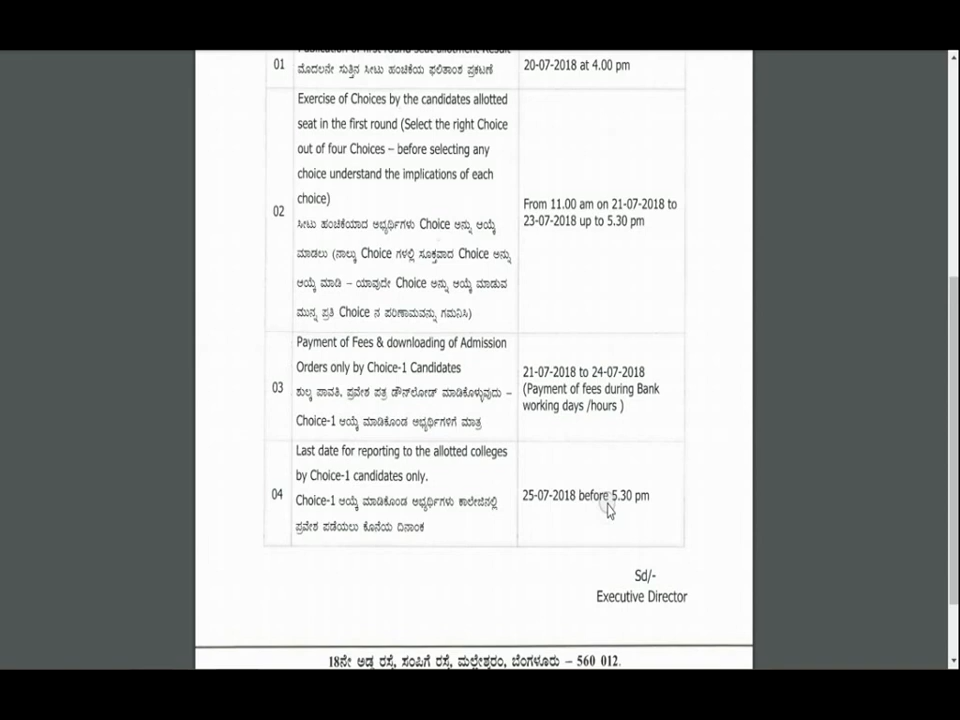 Publication of first round seat allotment Result
01
ಮೊದಲನೇ ಸುತ್ತಿನ ಸೀಟು ಹಂಚಿಕೆಯ ಫಲಿತಾಂಶ ಪ್ರಕಟಣೆ
20-07-2018 at 4.00 pm
02
Exercise of Choices by the candidates allotted
seat in the first round (Select the right Choice
out of four Choices – before selecting any
choice understand the implications of each
choice)
ಸೀಟು ಹಂಚಿಕೆಯಾದ ಅಭ್ಯರ್ಥಿಗಳು Choice ಅನ್ನು ಆಯ್ಕೆ
ಮಾಡಲು (ನಾಲ್ಕು Choice ಗಳಲ್ಲಿ ಸೂಕ್ತವಾದ Choice ಅನ್ನು
ಆಯ್ಕೆ ಮಾಡಿ – ಯಾವುದೇ Choice ಅನ್ನು ಆಯ್ಕೆ ಮಾಡುವ
ಮುನ್ನ ಪ್ರತಿ Choice ನ ಪರಿಣಾಮವನ್ನು ಗಮನಿಸಿ)
From 11.00 am on 21-07-2018 to
23-07-2018 up to 5.30 pm
03
Payment of Fees & downloading of Admission
Orders only by Choice-1 Candidates
ಶುಲ್ಕ ಪಾವತಿ, ಪ್ರವೇಶ ಪತ್ರ ಡೌನ್‌ಲೋಡ್ ಮಾಡಿಕೊಳ್ಳುವುದು –
Choice-1 ಆಯ್ಕೆ ಮಾಡಿಕೊಂಡ ಅಭ್ಯರ್ಥಿಗಳಿಗೆ ಮಾತ್ರ
21-07-2018 to 24-07-2018
(Payment of fees during Bank
working days /hours )
04
Last date for reporting to the allotted colleges
by Choice-1 candidates only.
Choice-1 ಆಯ್ಕೆ ಮಾಡಿಕೊಂಡ ಅಭ್ಯರ್ಥಿಗಳು ಕಾಲೇಜಿನಲ್ಲಿ
ಪ್ರವೇಶ ಪಡೆಯಲು ಕೊನೆಯ ದಿನಾಂಕ
25-07-2018 before 5.30 pm
Sd/-
Executive Director
18ನೇ ಅಡ್ಡ ರಸ್ತೆ, ಸಂಪಿಗೆ ರಸ್ತೆ, ಮಲ್ಲೇಶ್ವರಂ, ಬೆಂಗಳೂರು – 560 012.